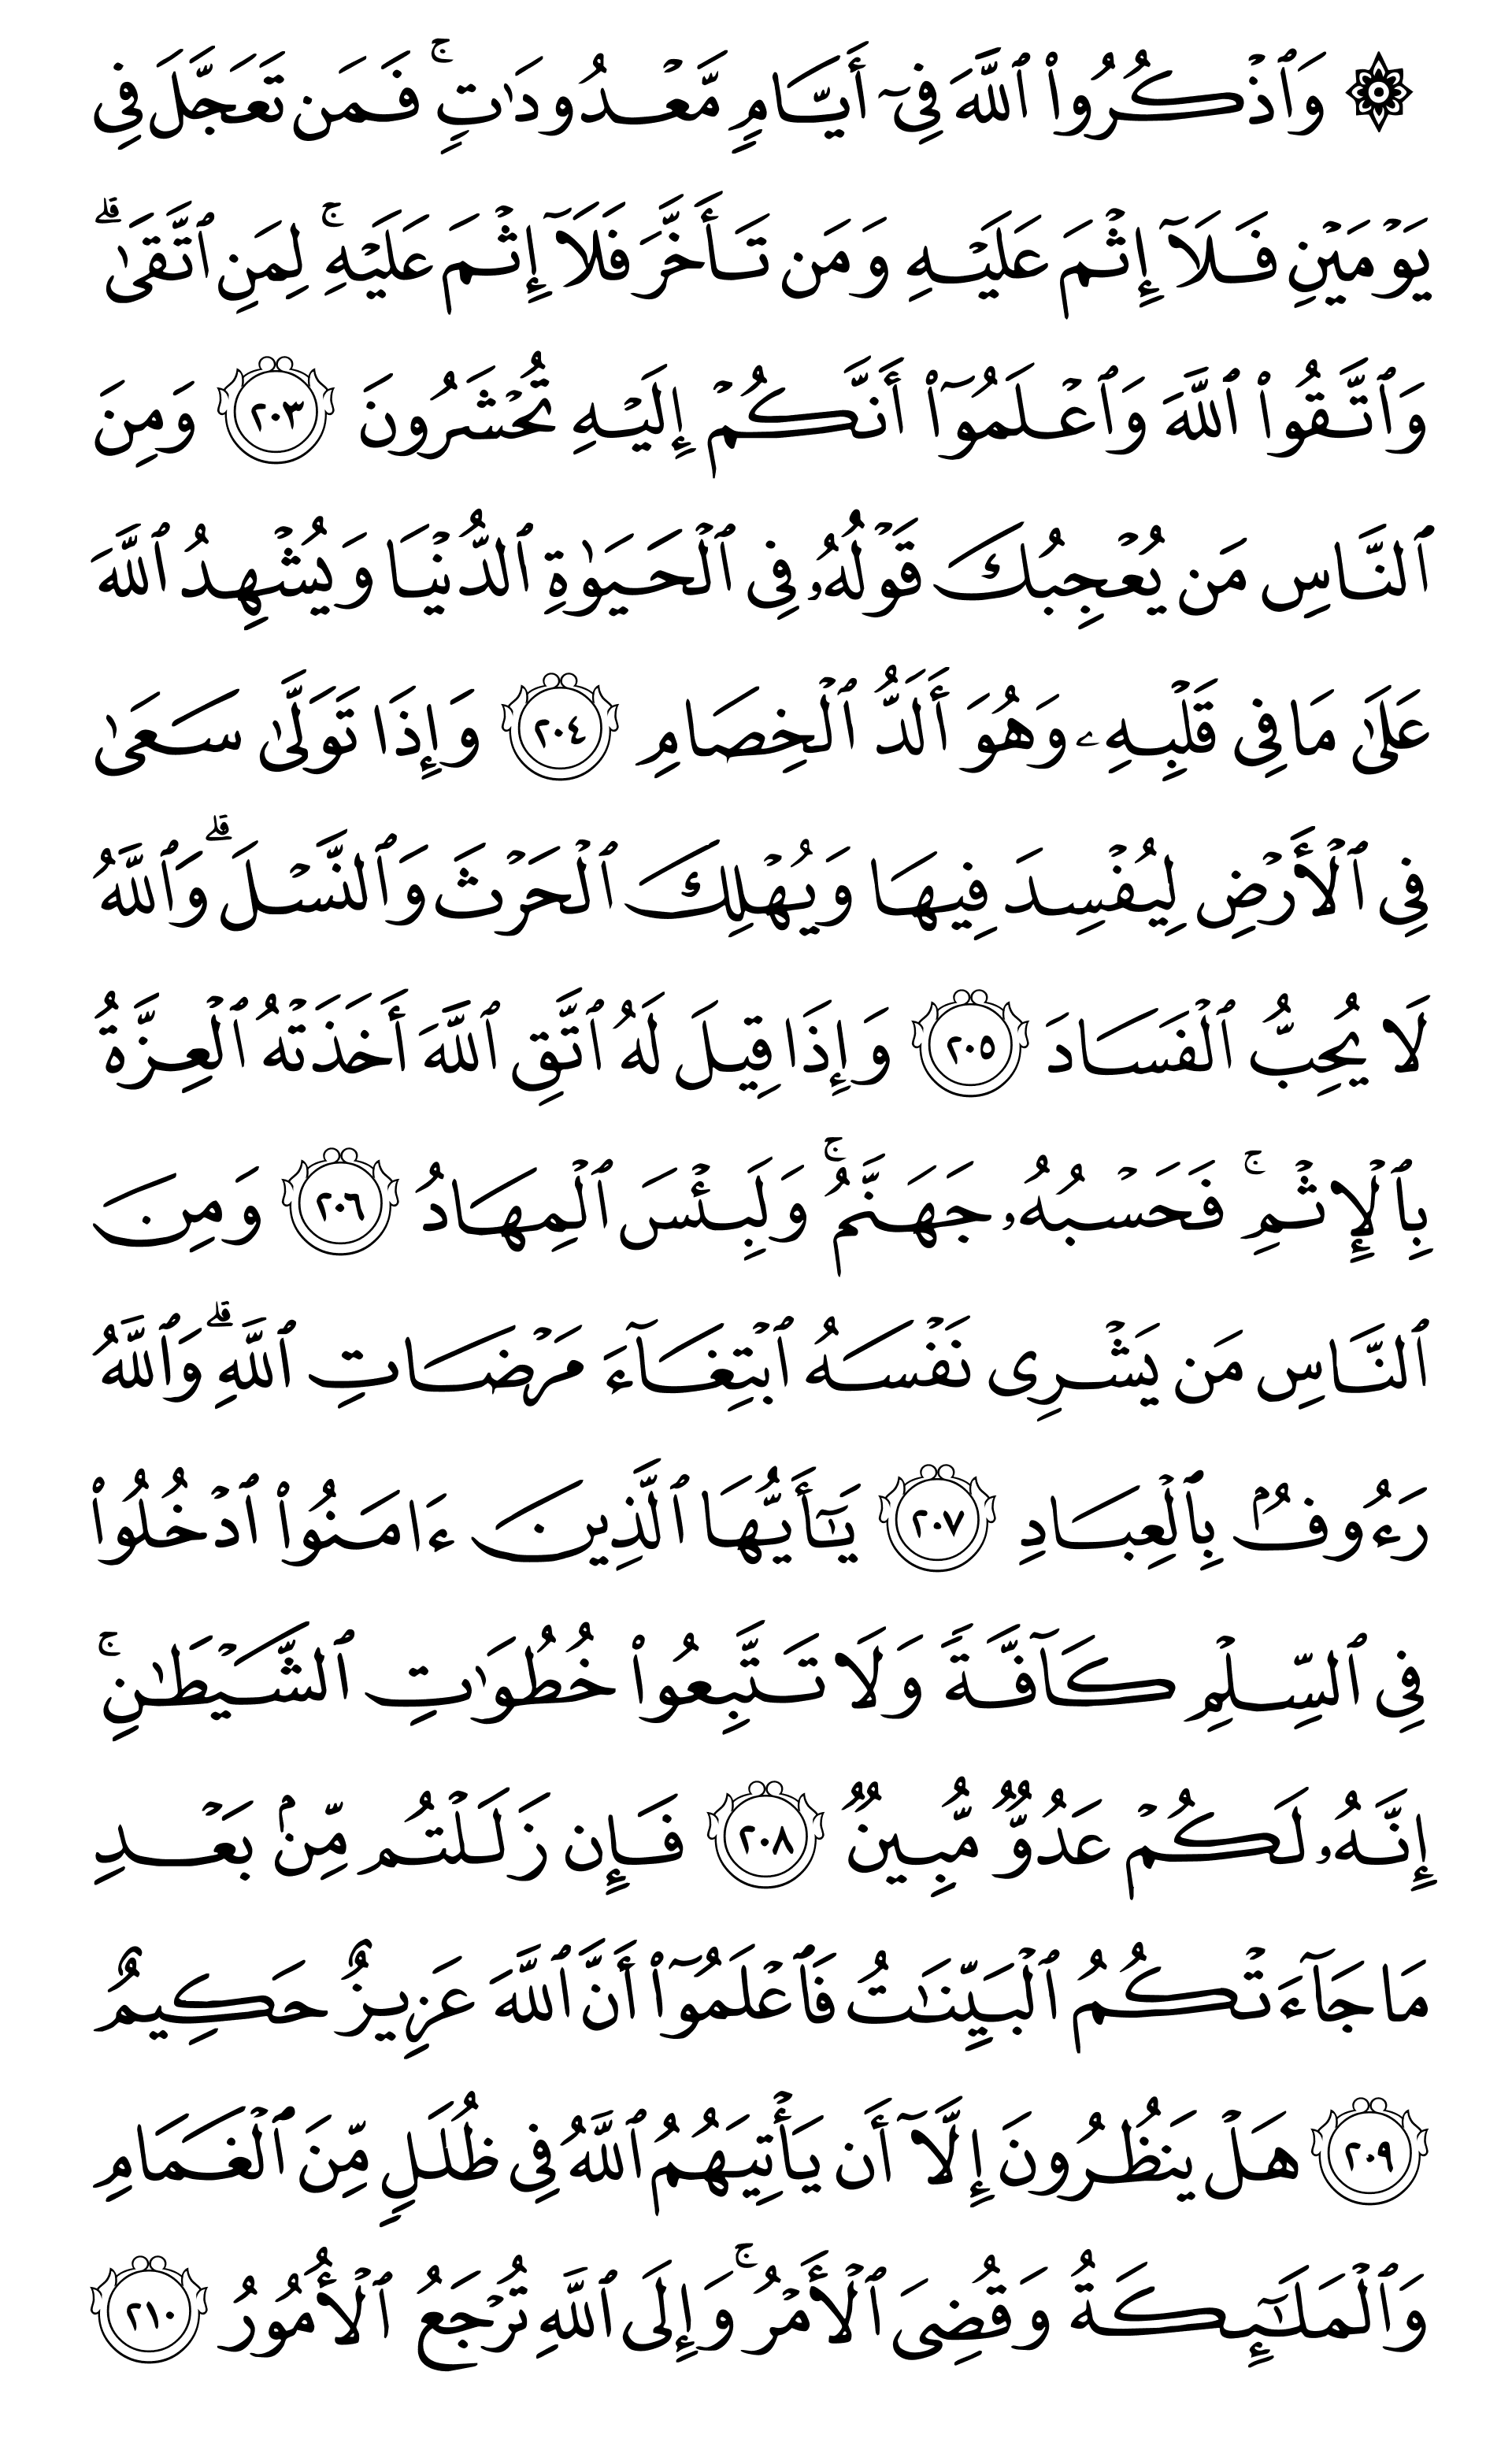 ۞ وَٱذْكُرُوا۟ ٱللَّهَ فِىٓ أَيَّامٍ مَّعْدُودَٰتٍ ۚ فَمَن تَعَجَّلَ فِى
يَوْمَيْنِ فَلَآ إِثْمَ عَلَيْهِ وَمَن تَأَخَّرَ فَلَآ إِثْمَ عَلَيْهِ ۚ لِمَنِ ٱتَّقَىٰ ۗ
وَٱتَّقُوا۟ ٱللَّهَ وَٱعْلَمُوٓا۟ أَنَّكُمْ إِلَيْهِ تُحْشَرُونَ ٢٠٣ وَمِنَ
ٱلنَّاسِ مَن يُعْجِبُكَ قَوْلُهُۥ فِى ٱلْحَيَوٰةِ ٱلدُّنْيَا وَيُشْهِدُ ٱللَّهَ
عَلَىٰ مَا فِى قَلْبِهِۦ وَهُوَ أَلَدُّ ٱلْخِصَامِ ٢٠٤ وَإِذَا تَوَلَّىٰ سَعَىٰ
فِى ٱلْأَرْضِ لِيُفْسِدَ فِيهَا وَيُهْلِكَ ٱلْحَرْثَ وَٱلنَّسْلَ ۗ وَٱللَّهُ
لَا يُحِبُّ ٱلْفَسَادَ ٢٠٥ وَإِذَا قِيلَ لَهُ ٱتَّقِ ٱللَّهَ أَخَذَتْهُ ٱلْعِزَّةُ
بِٱلْإِثْمِ ۚ فَحَسْبُهُۥ جَهَنَّمُ ۚ وَلَبِئْسَ ٱلْمِهَادُ ٢٠٦ وَمِنَ
ٱلنَّاسِ مَن يَشْرِى نَفْسَهُ ٱبْتِغَآءَ مَرْضَاتِ ٱللَّهِ ۗ وَٱللَّهُ
رَءُوفٌۢ بِٱلْعِبَادِ ٢٠٧ يَٰٓأَيُّهَا ٱلَّذِينَ ءَامَنُوا۟ ٱدْخُلُوا۟
فِى ٱلسِّلْمِ كَآفَّةً وَلَا تَتَّبِعُوا۟ خُطُوَٰتِ ٱلشَّيْطَٰنِ ۚ
إِنَّهُۥ لَكُمْ عَدُوٌّ مُّبِينٌ ٢٠٨ فَإِن زَلَلْتُم مِّنۢ بَعْدِ
مَا جَآءَتْكُمُ ٱلْبَيِّنَٰتُ فَٱعْلَمُوٓا۟ أَنَّ ٱللَّهَ عَزِيزٌ حَكِيمٌ
٢٠٩ هَلْ يَنظُرُونَ إِلَّآ أَن يَأْتِيَهُمُ ٱللَّهُ فِى ظُلَلٍ مِّنَ ٱلْغَمَامِ
وَٱلْمَلَٰٓئِكَةُ وَقُضِىَ ٱلْأَمْرُ ۚ وَإِلَى ٱللَّهِ تُرْجَعُ ٱلْأُمُورُ ٢١٠